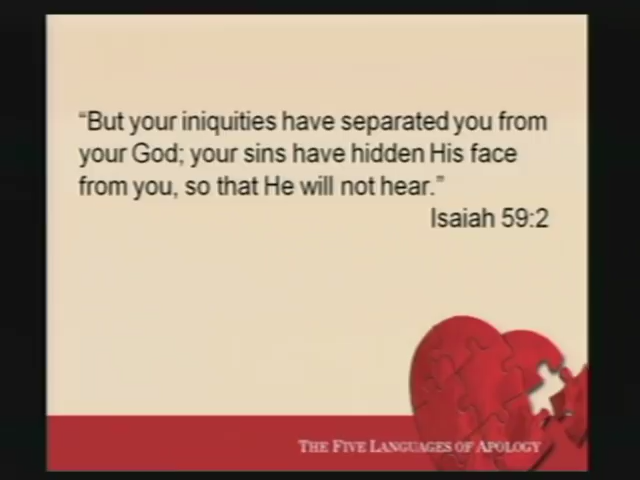 “But your iniquities have separated you from
your God; your sins have hidden His face
from you, so that He will not hear.”
Isaiah 59:2
THE FIVE LANGUAGES OF APOLOGY